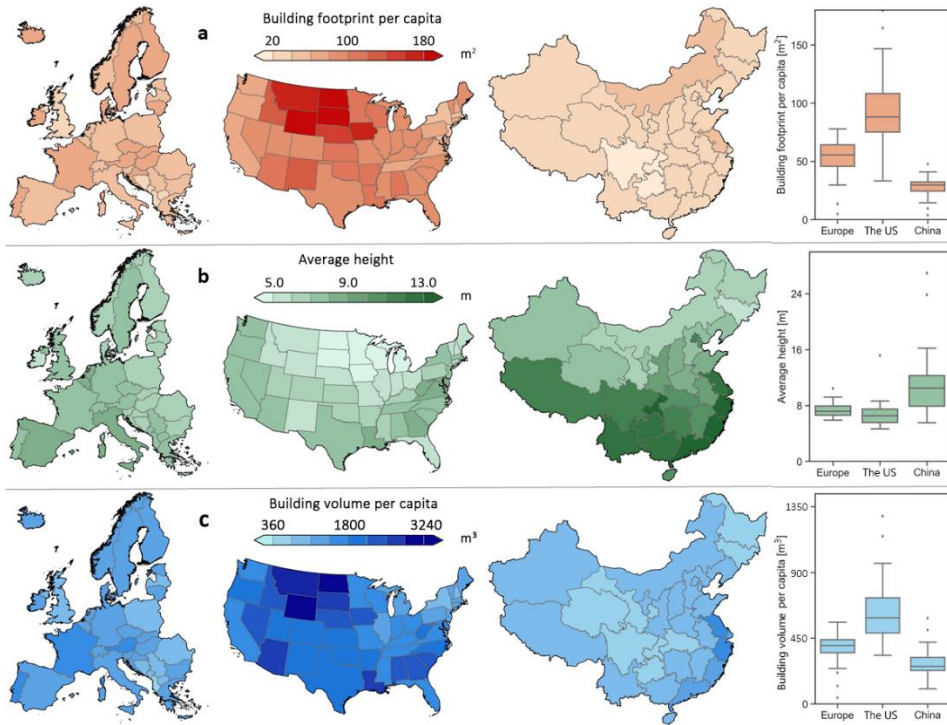 a
Building footprint per capita
20 100 180
m²
150
100
50
0
Building footprint per capita [m²]
Europe The US China
b
Average height
5.0 9.0 13.0
m
24
16
8
0
Average height [m]
Europe The US China
c
Building volume per capita
360 1800 3240
m³
1350
900
450
0
Building volume per capita [m³]
Europe The US China